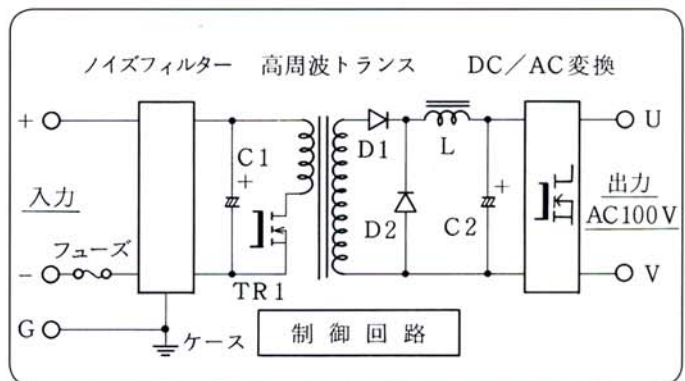 ノイズフィルター 高周波トランス DC／AC変換
+
C1
+
D1
L
U
入力
D2
C2
+
出力
AC100V
フューズ
−
TR1
V
G
ケース
制御回路